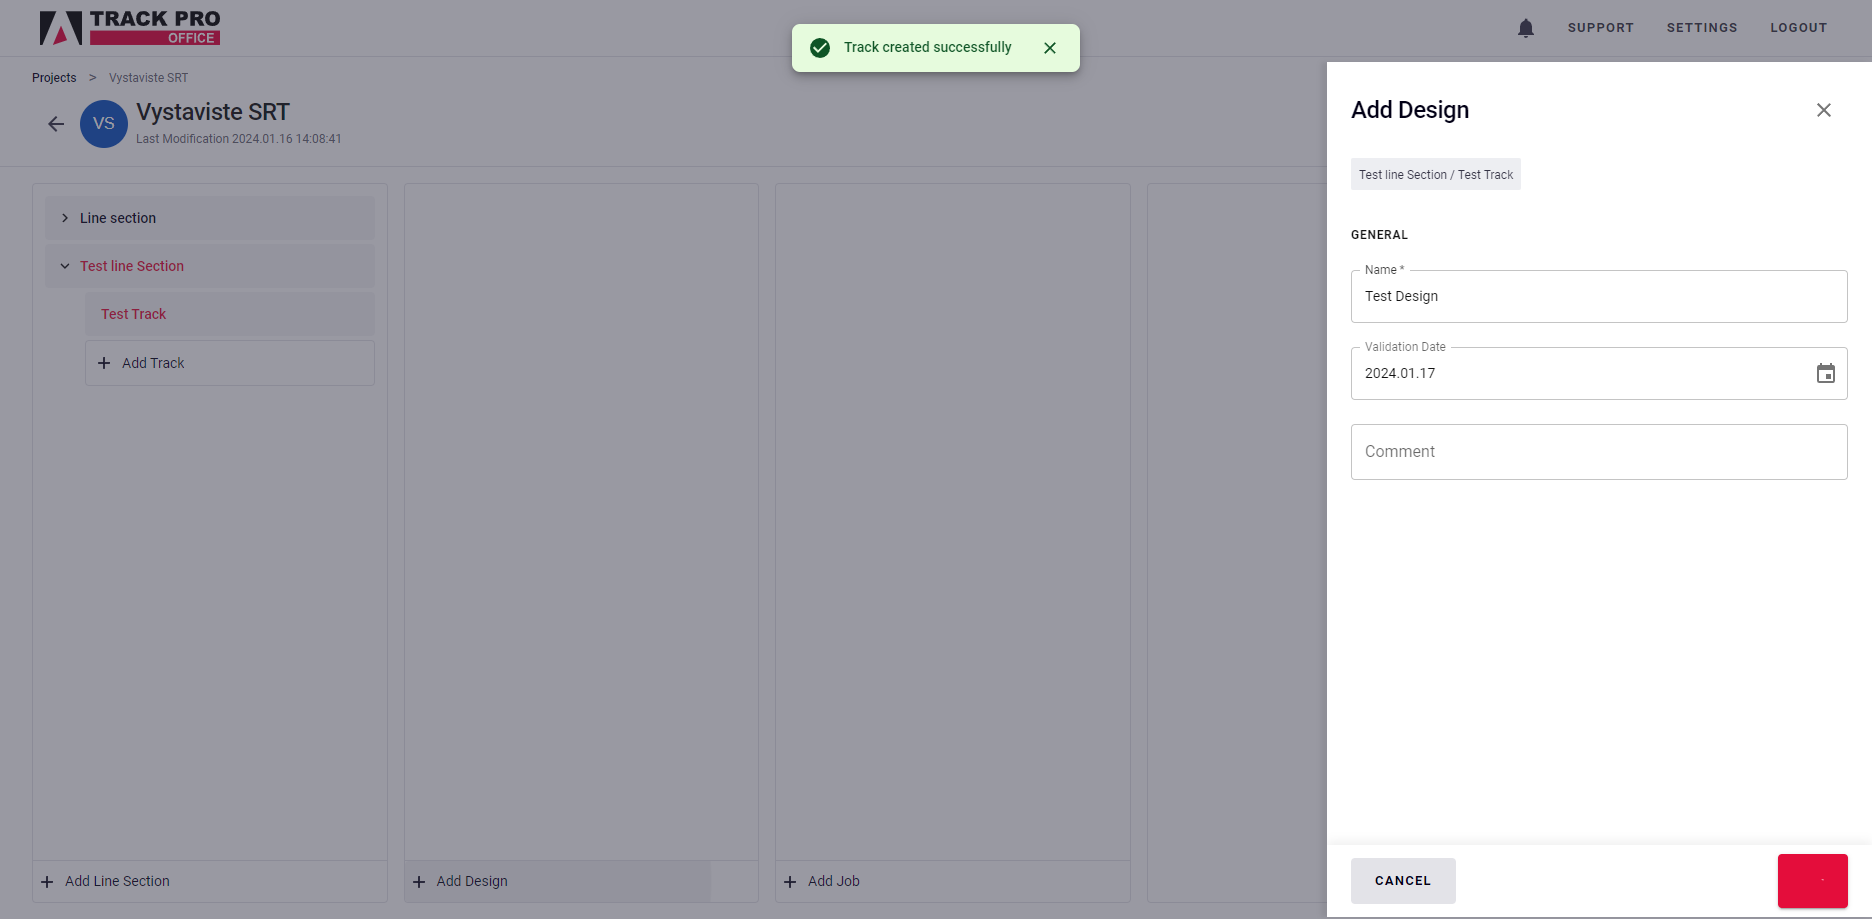 TRACK PRO
OFFICE
Track created successfully
SUPPORT
SETTINGS
LOGOUT
Projects > Vystaviste SRT
VS
Vystaviste SRT
Last Modification 2024.01.16 14:08:41
Line section
Test line Section
Test Track
+ Add Track
+ Add Line Section
+ Add Design
+ Add Job
Add Design
Test line Section / Test Track
GENERAL
Name *
Test Design
Validation Date
2024.01.17
Comment
CANCEL